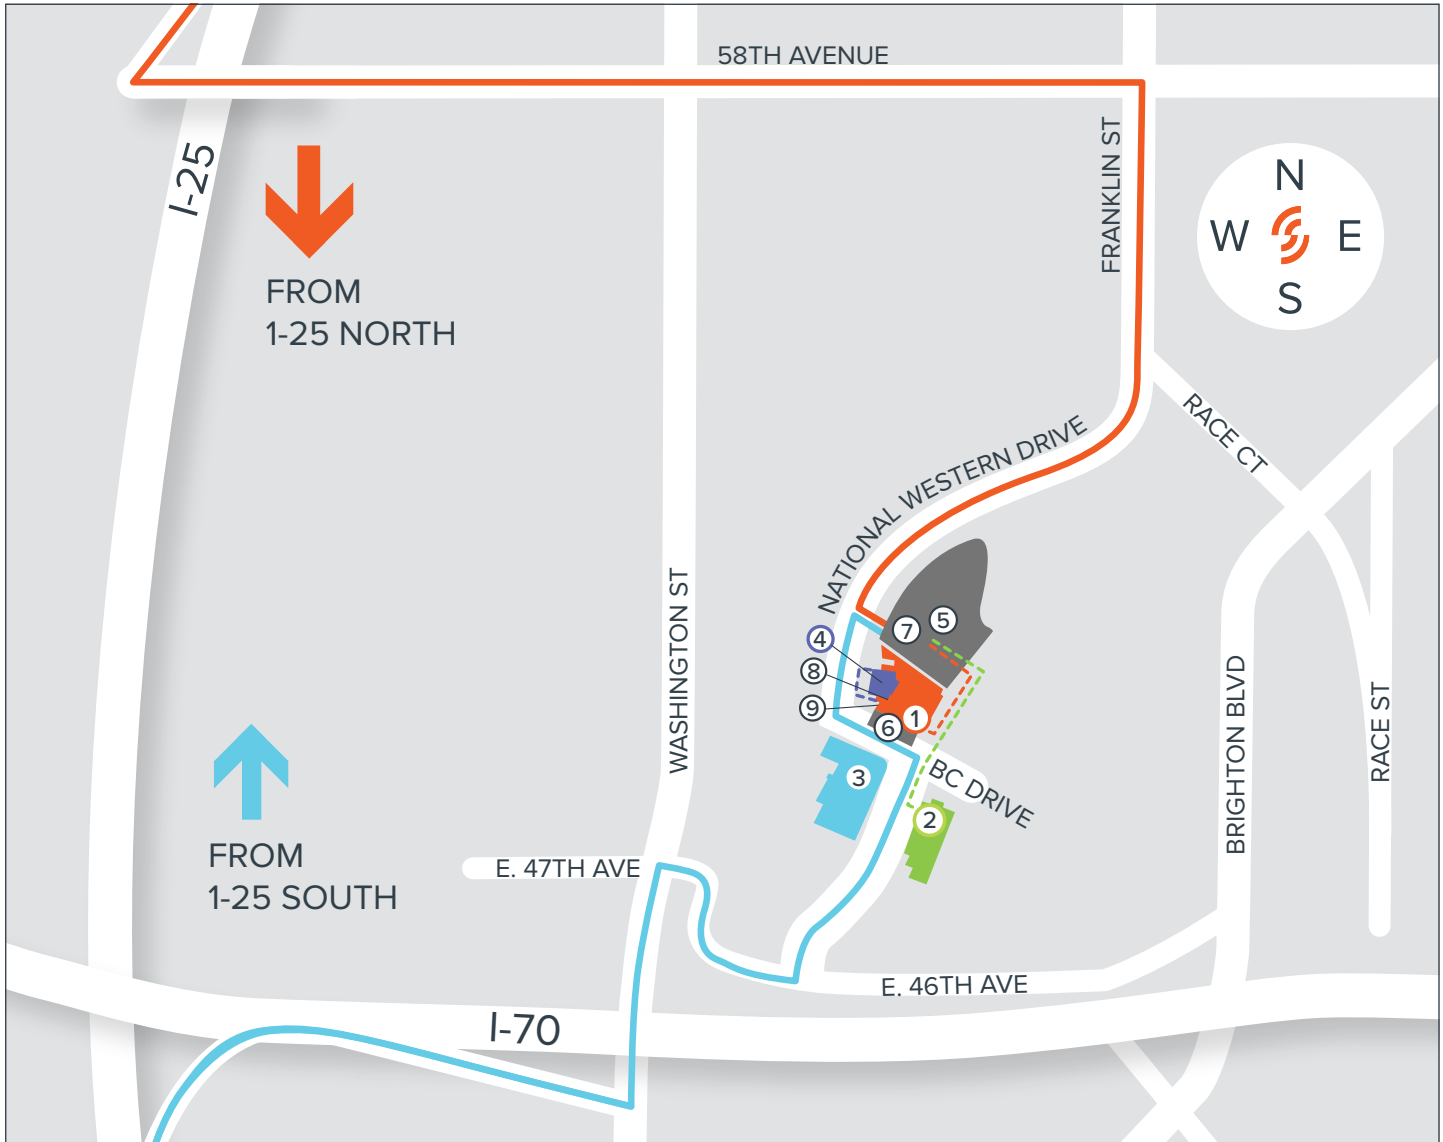 58TH AVENUE
I-25
FRANKLIN ST
N
W E
S
FROM
1-25 NORTH
RACE CT
NATIONAL WESTERN DRIVE
WASHINGTON ST
5
7
4
8
9
1
6
3
BC DRIVE
2
BRIGHTON BLVD
RACE ST
FROM
1-25 SOUTH
E. 47TH AVE
E. 46TH AVE
I-70